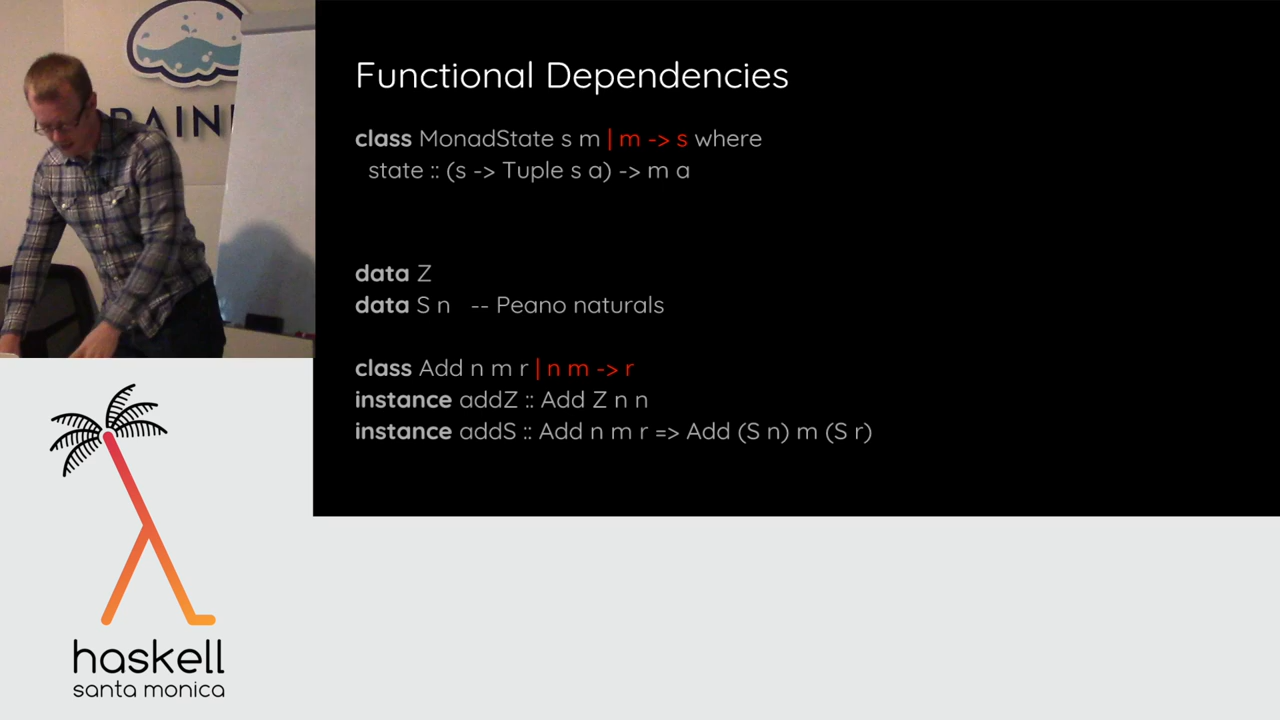 RAIN
Functional Dependencies
class MonadState s m | m -> s where
state :: (s -> Tuple s a) -> m a
data Z
data S n -- Peano naturals
class Add n m r | n m -> r
instance addZ :: Add Z n n
instance addS :: Add n m r => Add (S n) m (S r)
haskell
santa monica